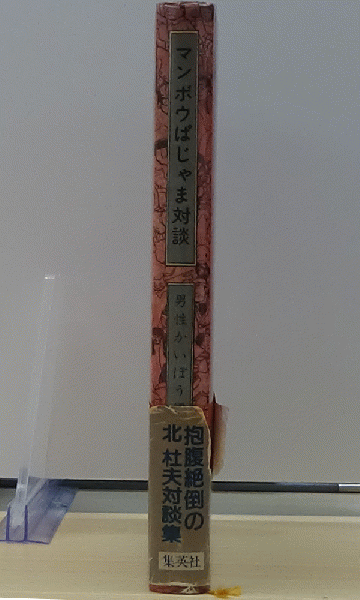 マンボウぱじゃま対談
男性かいぼう
抱腹絶倒の
北 杜夫対談集
集英社